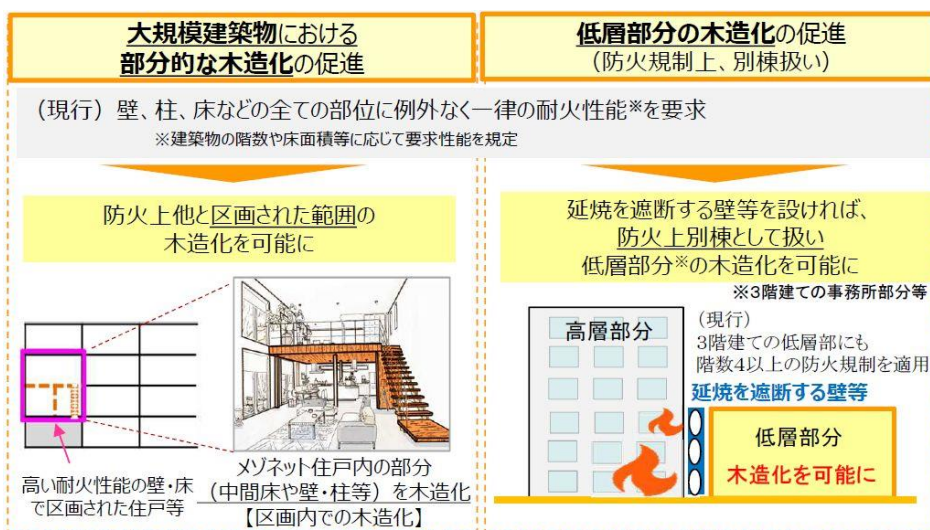 大規模建築物における
部分的な木造化の促進
低層部分の木造化の促進
（防火規制上、別棟扱い）
（現行）壁、柱、床などの全ての部位に例外なく一律の耐火性能※を要求
※建築物の階数や床面積等に応じて要求性能を規定
防火上他と区画された範囲の
木造化を可能に
高い耐火性能の壁・床
で区画された住戸等
メゾネット住戸内の部分
（中間床や壁・柱等）を木造化
【区画内での木造化】
延焼を遮断する壁等を設ければ、
防火上別棟として扱い
低層部分※の木造化を可能に
※3階建ての事務所部分等
高層部分
（現行）
3階建ての低層部にも
階数4以上の防火規制を適用
延焼を遮断する壁等
低層部分
木造化を可能に